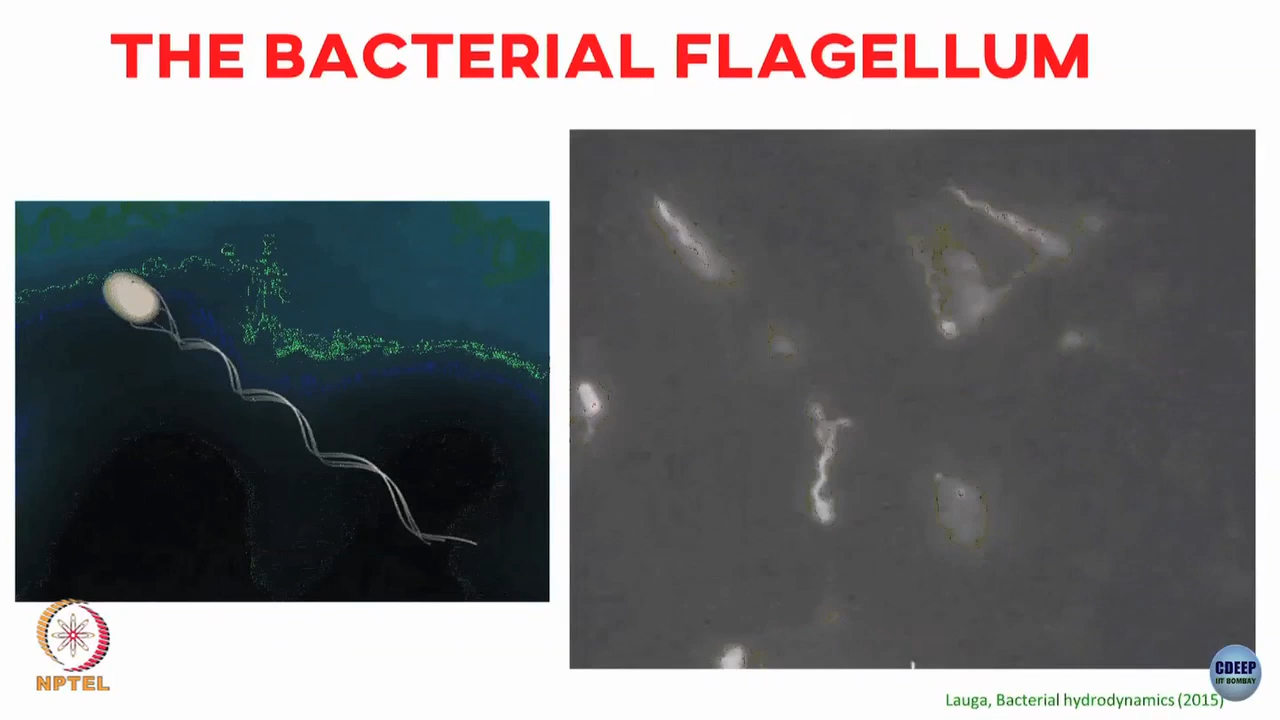 THE BACTERIAL FLAGELLUM
NPTEL
CDEEP
IIT BOMBAY
Lauga, Bacterial hydrodynamics (2015)